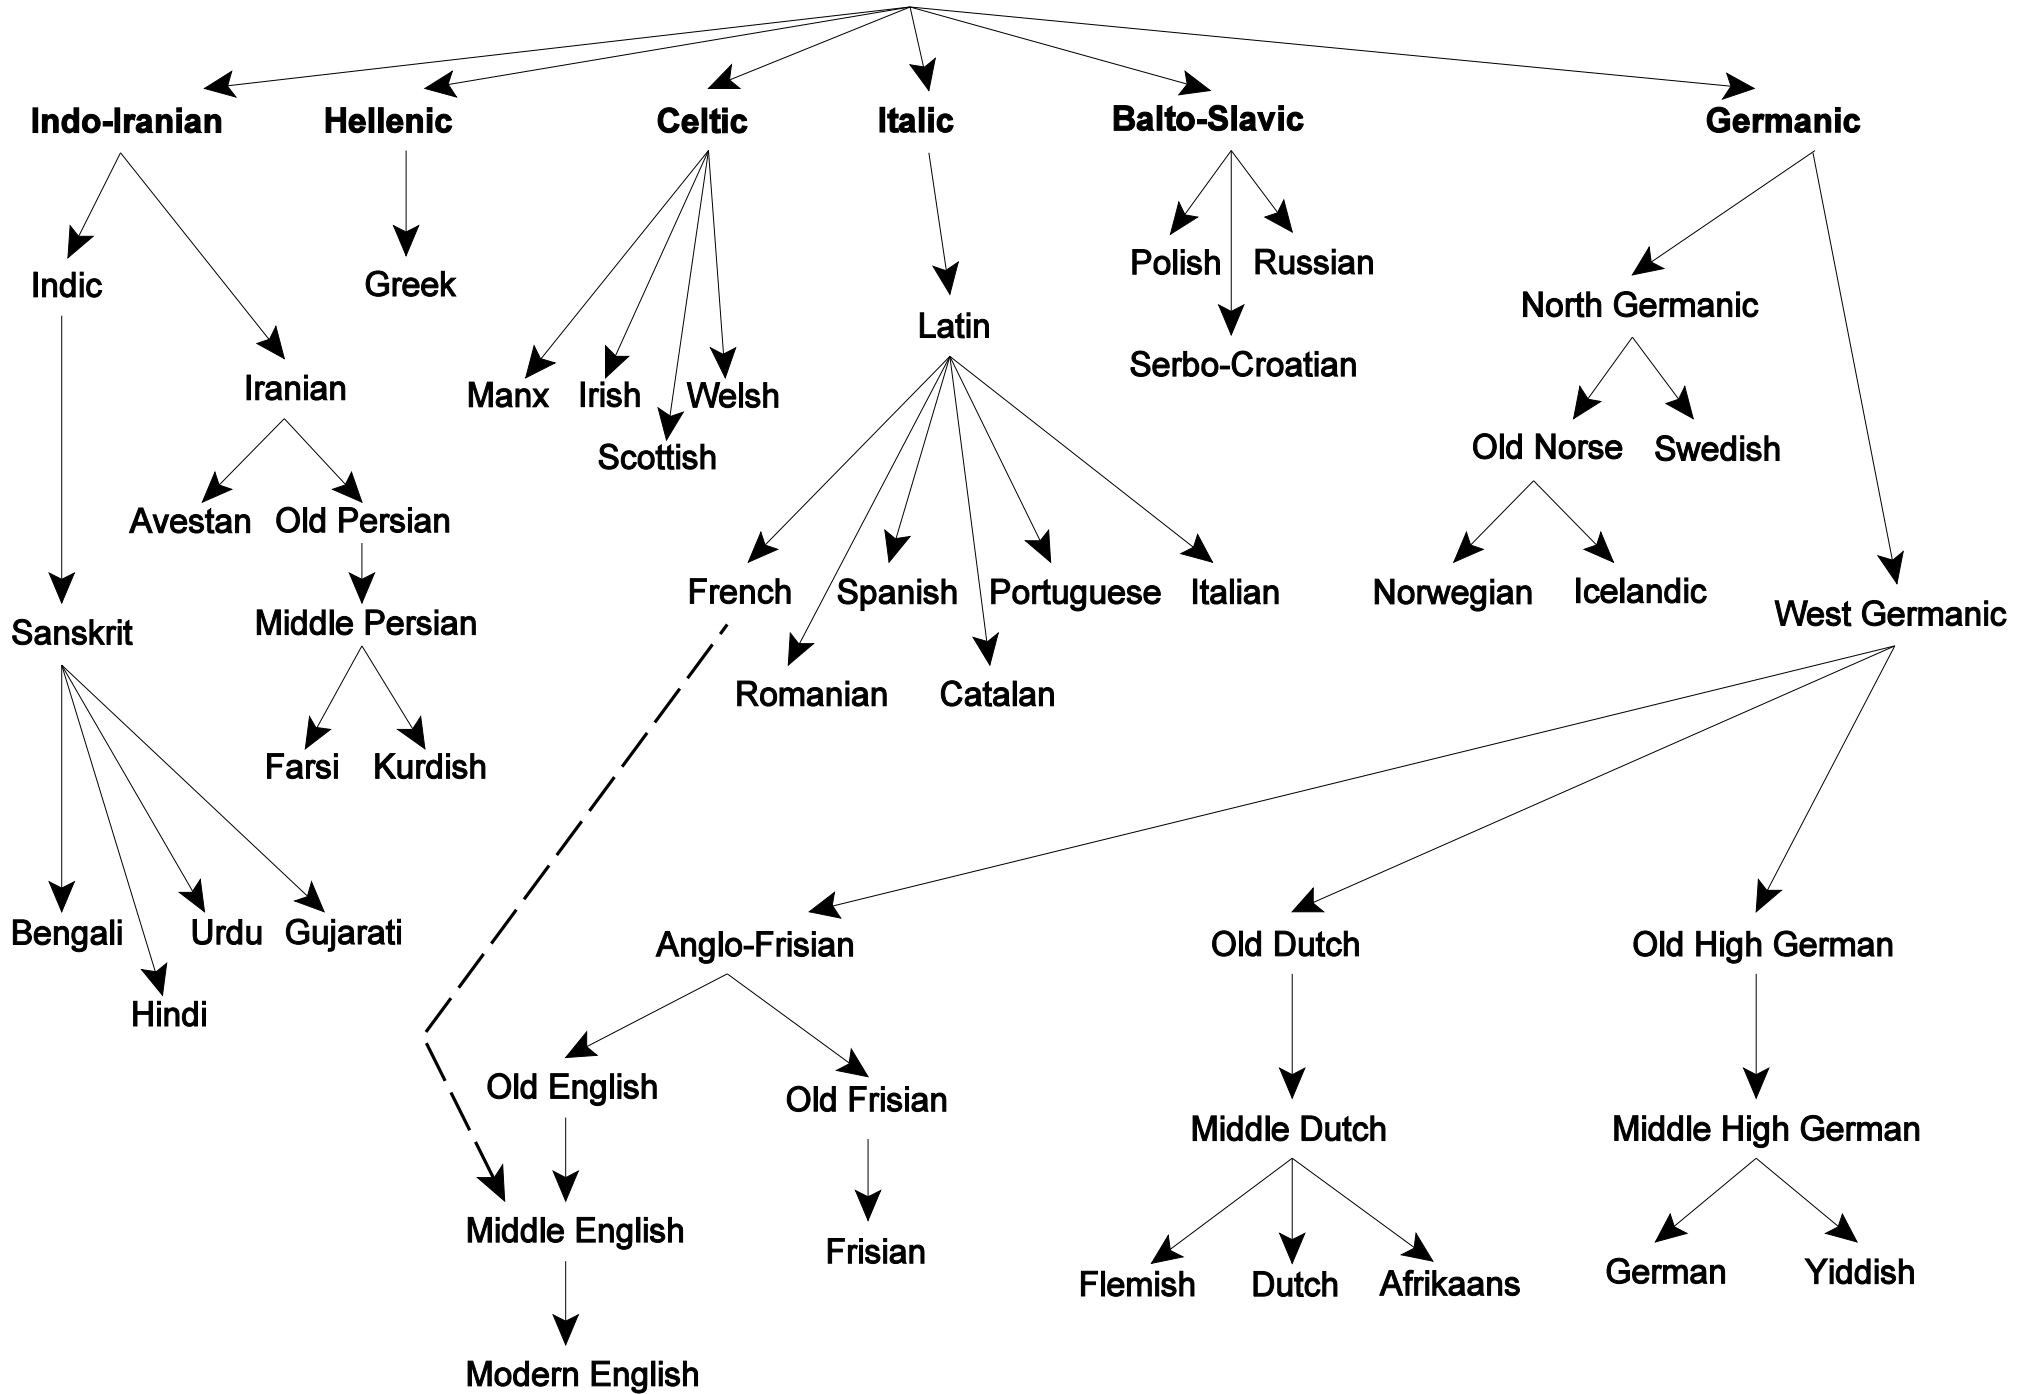 Indo-Iranian
Hellenic
Celtic
Italic
Balto-Slavic
Germanic
Indic
Greek
Polish
Russian
North Germanic
Latin
Serbo-Croatian
Iranian
Manx
Irish
Welsh
Scottish
Old Norse
Swedish
Avestan
Old Persian
French
Spanish
Portuguese
Italian
Norwegian
Icelandic
West Germanic
Sanskrit
Middle Persian
Romanian
Catalan
Farsi
Kurdish
Bengali
Urdu
Gujarati
Anglo-Frisian
Old Dutch
Old High German
Hindi
Old English
Old Frisian
Middle Dutch
Middle High German
Middle English
Frisian
Flemish
Dutch
Afrikaans
German
Yiddish
Modern English